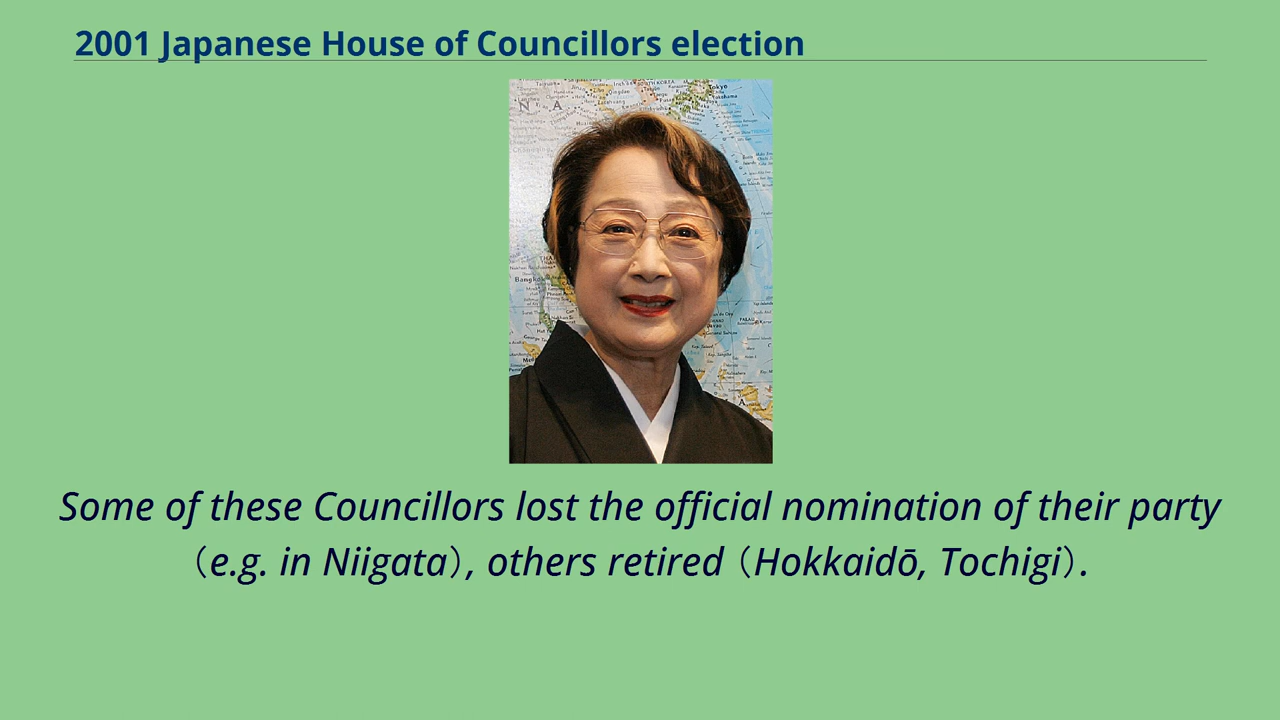 2001 Japanese House of Councillors election
Some of these Councillors lost the official nomination of their party
（e.g. in Niigata）, others retired （Hokkaidō, Tochigi）.